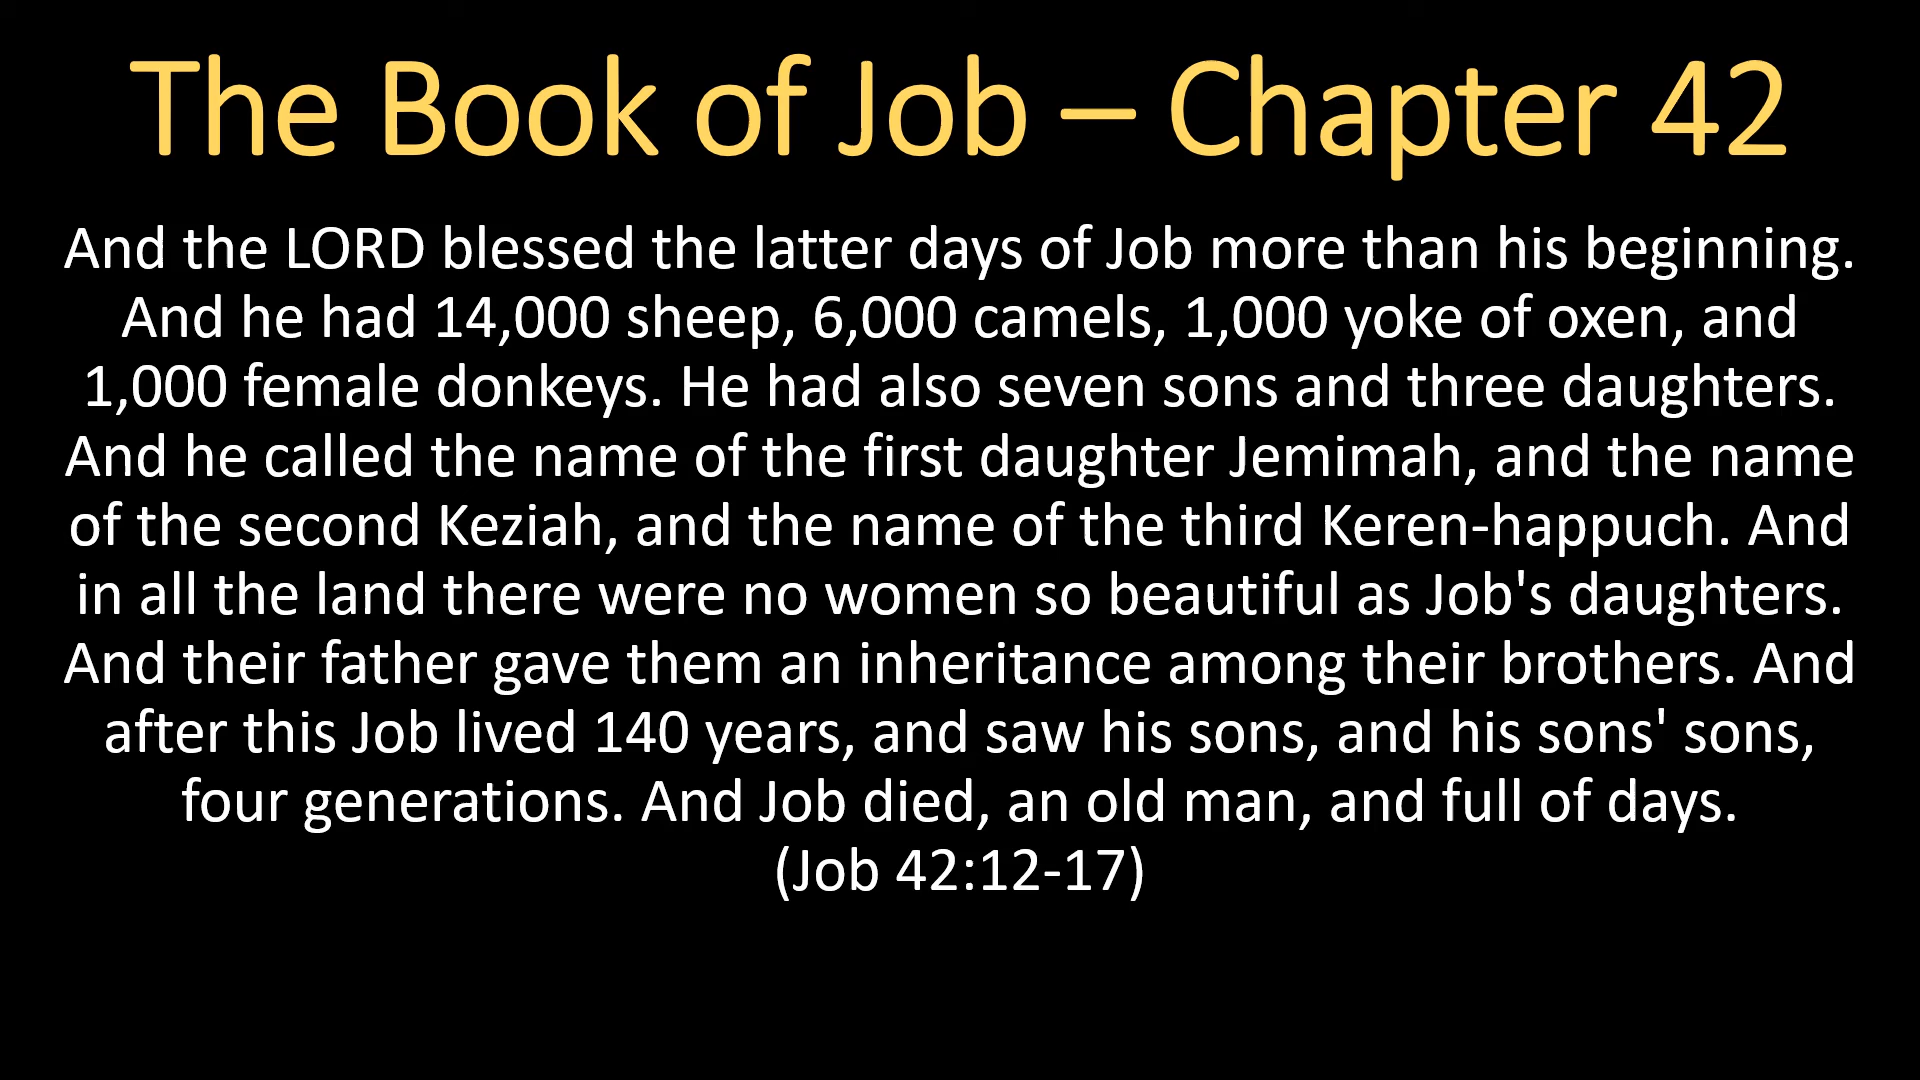 The Book of Job – Chapter 42
And the LORD blessed the latter days of Job more than his beginning.
And he had 14,000 sheep, 6,000 camels, 1,000 yoke of oxen, and
1,000 female donkeys. He had also seven sons and three daughters.
And he called the name of the first daughter Jemimah, and the name
of the second Keziah, and the name of the third Keren-happuch. And
in all the land there were no women so beautiful as Job's daughters.
And their father gave them an inheritance among their brothers. And
after this Job lived 140 years, and saw his sons, and his sons' sons,
four generations. And Job died, an old man, and full of days.
(Job 42:12-17)